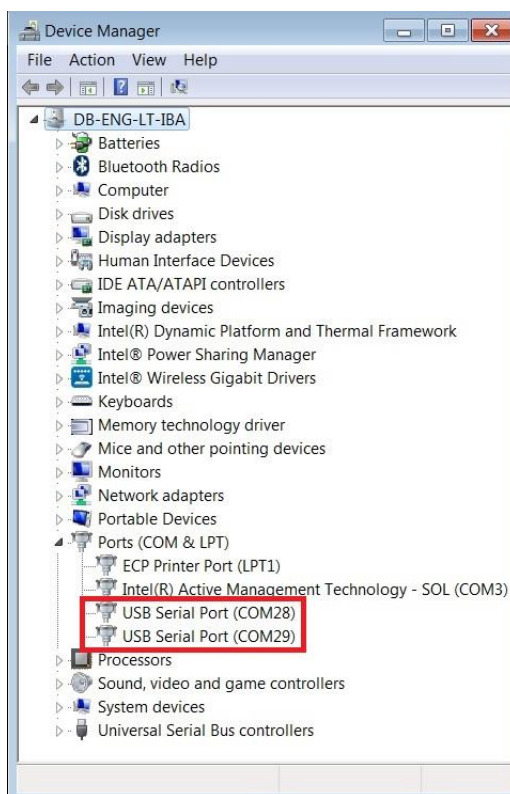 Device Manager
File Action View Help
DB-ENG-LT-IBA
Batteries
Bluetooth Radios
Computer
Disk drives
Display adapters
Human Interface Devices
IDE ATA/ATAPI controllers
Imaging devices
Intel(R) Dynamic Platform and Thermal Framework
Intel® Power Sharing Manager
Intel® Wireless Gigabit Drivers
Keyboards
Memory technology driver
Mice and other pointing devices
Monitors
Network adapters
Portable Devices
Ports (COM & LPT)
ECP Printer Port (LPT1)
Intel(R) Active Management Technology - SOL (COM3)
USB Serial Port (COM28)
USB Serial Port (COM29)
Processors
Sound, video and game controllers
System devices
Universal Serial Bus controllers